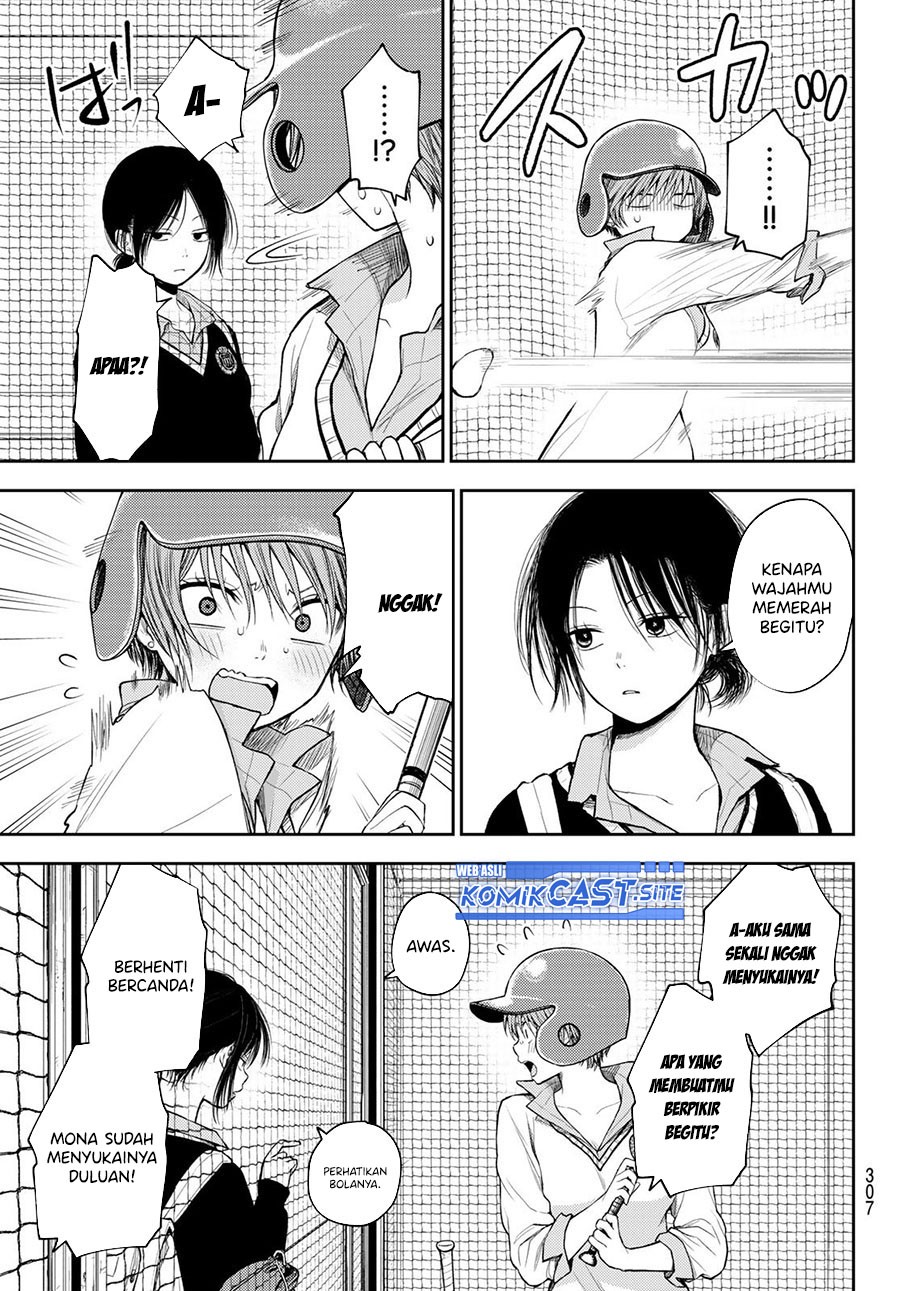 スカッ
……!!
……!?
ばっ
A-
APAA?!
KENAPA
WAJAHMU
MEMERAH
BEGITU?
NGGAK!
A-AKU SAMA
SEKALI NGGAK
MENYUKAINYA!
APA YANG
MEMBUATMU
BERPIKIR
BEGITU?
AWAS.
PERHATIKAN
BOLANYA.
BERHENTI
BERCANDA!
MONA SUDAH
MENYUKAINYA
DULUAN!
WEB ASLI
KOMIKCAST.SITE
307